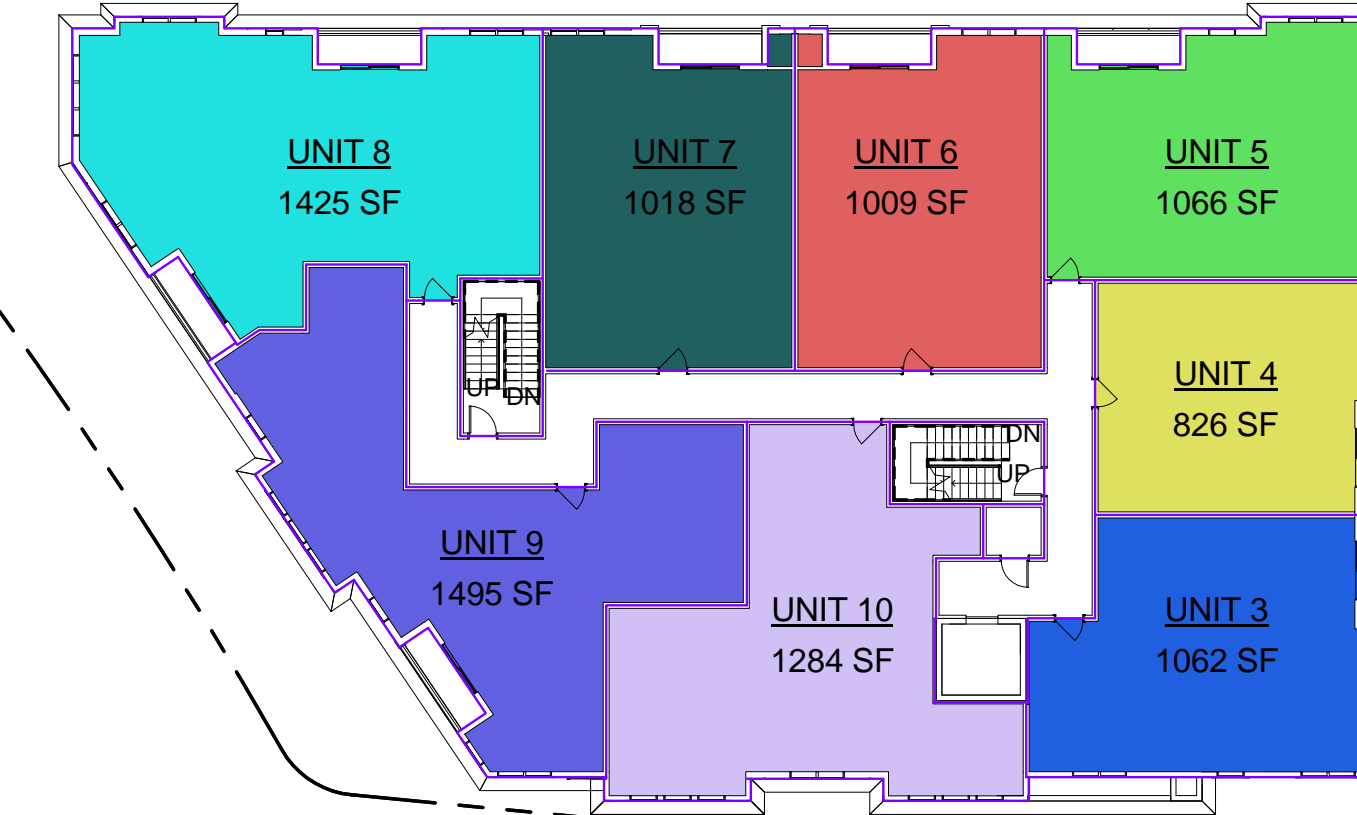 UNIT 8
1425 SF
UNIT 7
1018 SF
UNIT 6
1009 SF
UNIT 5
1066 SF
UP
DN
UNIT 4
826 SF
DN
UP
UNIT 9
1495 SF
UNIT 10
1284 SF
UNIT 3
1062 SF